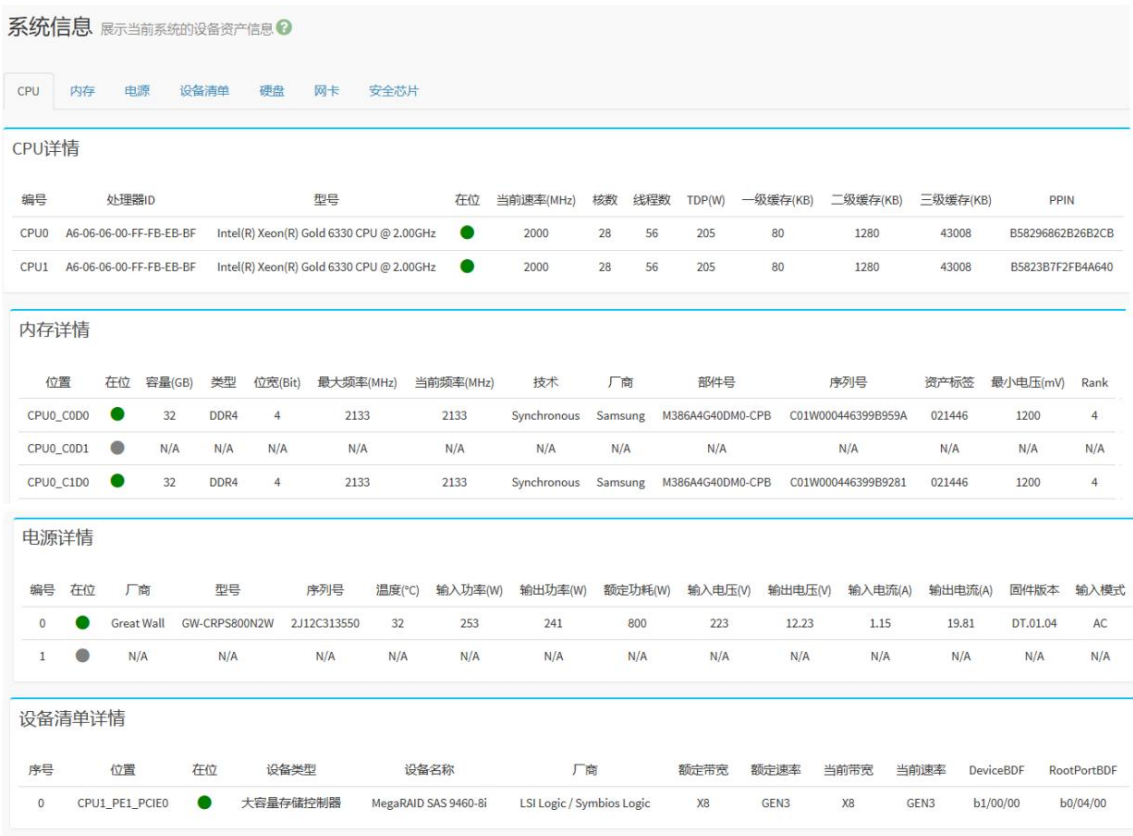 系统信息 展示当前系统的设备资产信息
CPU 内存 电源 设备清单 硬盘 网卡 安全芯片
CPU详情
编号 处理器ID 型号 在位 当前速率(MHz) 核数 线程数 TDP(W) 一级缓存(KB) 二级缓存(KB) 三级缓存(KB) PPIN
CPU0 A6-06-06-00-FF-FB-EB-BF Intel(R) Xeon(R) Gold 6330 CPU @ 2.00GHz 2000 28 56 205 80 1280 43008 B58296862B26B2CB
CPU1 A6-06-06-00-FF-FB-EB-BF Intel(R) Xeon(R) Gold 6330 CPU @ 2.00GHz 2000 28 56 205 80 1280 43008 B5823B7F2FB4A640
内存详情
位置 在位 容量(GB) 类型 位宽(Bit) 最大频率(MHz) 当前频率(MHz) 技术 厂商 部件号 序列号 资产标签 最小电压(mV) Rank
CPU0_C0D0 32 DDR4 4 2133 2133 Synchronous Samsung M386A4G40DM0-CPB C01W000446399B959A 021446 1200 4
CPU0_C0D1 N/A N/A N/A N/A N/A N/A N/A N/A N/A N/A N/A N/A
CPU0_C1D0 32 DDR4 4 2133 2133 Synchronous Samsung M386A4G40DM0-CPB C01W000446399B9281 021446 1200 4
电源详情
编号 在位 厂商 型号 序列号 温度(°C) 输入功率(W) 输出功率(W) 额定功耗(W) 输入电压(V) 输出电压(V) 输入电流(A) 输出电流(A) 固件版本 输入模式
0 Great Wall GW-CRPS800N2W 2J12C313550 32 253 241 800 223 12.23 1.15 19.81 DT.01.04 AC
1 N/A N/A N/A N/A N/A N/A N/A N/A N/A N/A N/A N/A N/A
设备清单详情
序号 位置 在位 设备类型 设备名称 厂商 额定带宽 额定速率 当前带宽 当前速率 DeviceBDF RootPortBDF
0 CPU1_PE1_PCIE0 大容量存储控制器 MegaRAID SAS 9460-8i LSI Logic / Symbios Logic X8 GEN3 X8 GEN3 b1/00/00 b0/04/00